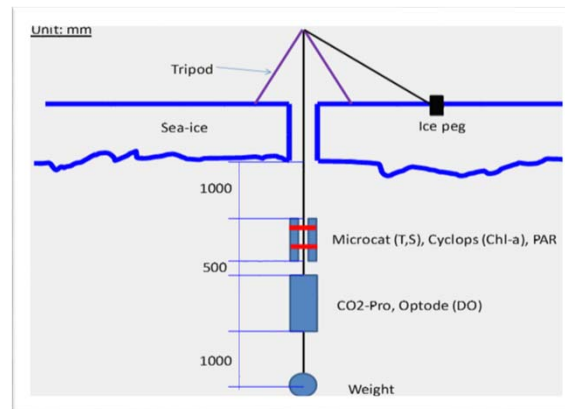 Unit: mm
Tripod
Sea-ice
Ice peg
1000
Microcat (T,S), Cyclops (Chl-a), PAR
500
CO2-Pro, Optode (DO)
1000
Weight